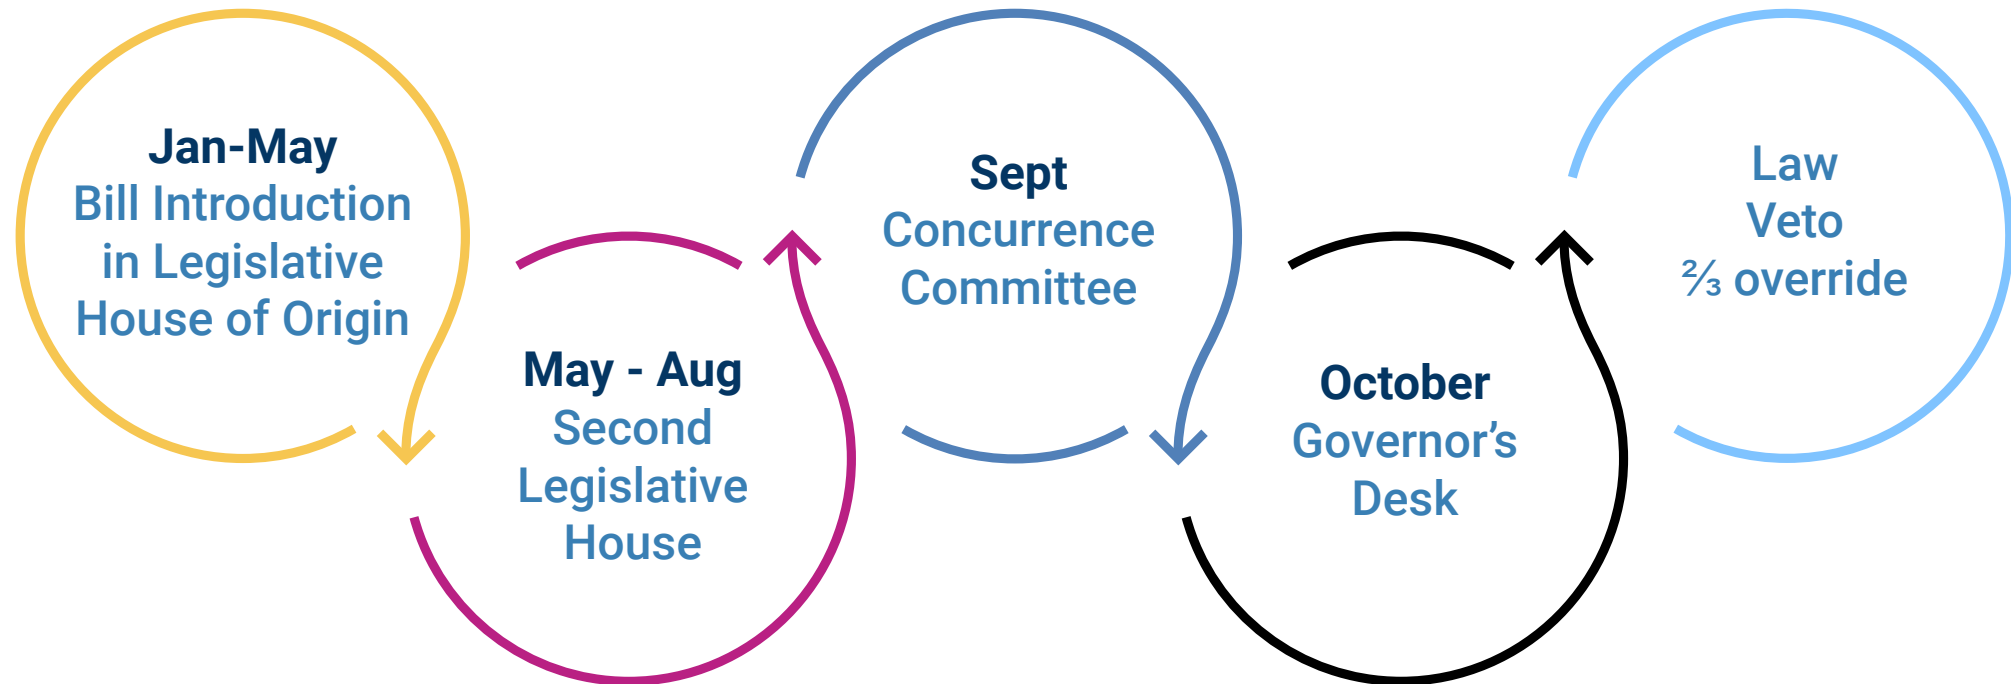 Jan-May
Bill Introduction
in Legislative
House of Origin
May - Aug
Second
Legislative
House
Sept
Concurrence
Committee
October
Governor’s
Desk
Law
Veto
⅔ override